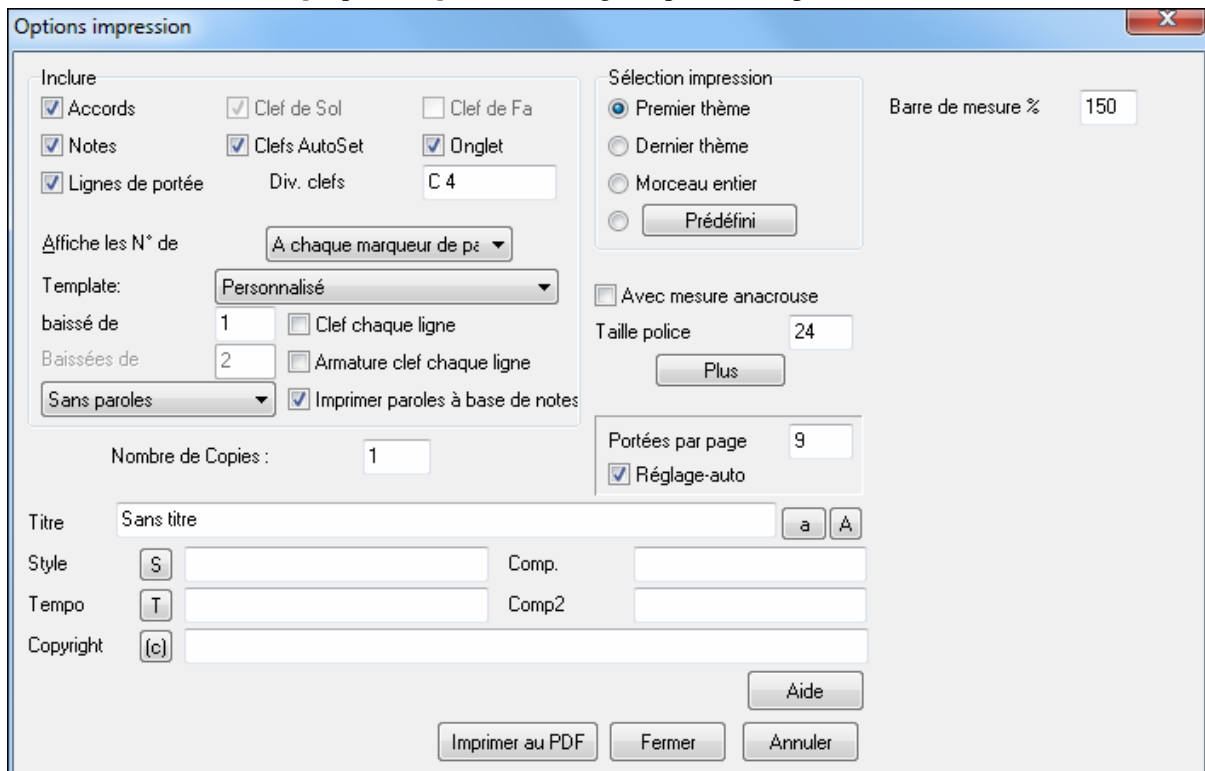 Options impression
Inclure
Accords
Clef de Sol
Clef de Fa
Notes
Clefs AutoSet
Onglet
Lignes de portée
Div. clefs
C 4
Affiche les N° de
A chaque marqueur de pa
Template:
Personnalisé
baissé de
1
Clef chaque ligne
Baissées de
2
Armature clef chaque ligne
Sans paroles
Imprimer paroles à base de notes
Nombre de Copies :
1
Sélection impression
Premier thème
Dernier thème
Morceau entier
Prédéfini
Barre de mesure %
150
Avec mesure anacrouse
Taille police
24
Plus
Portées par page
9
Réglage-auto
Titre
Sans titre
a
A
Style
S
Comp.
Tempo
T
Comp2
Copyright
(c)
Aide
Imprimer au PDF
Fermer
Annuler